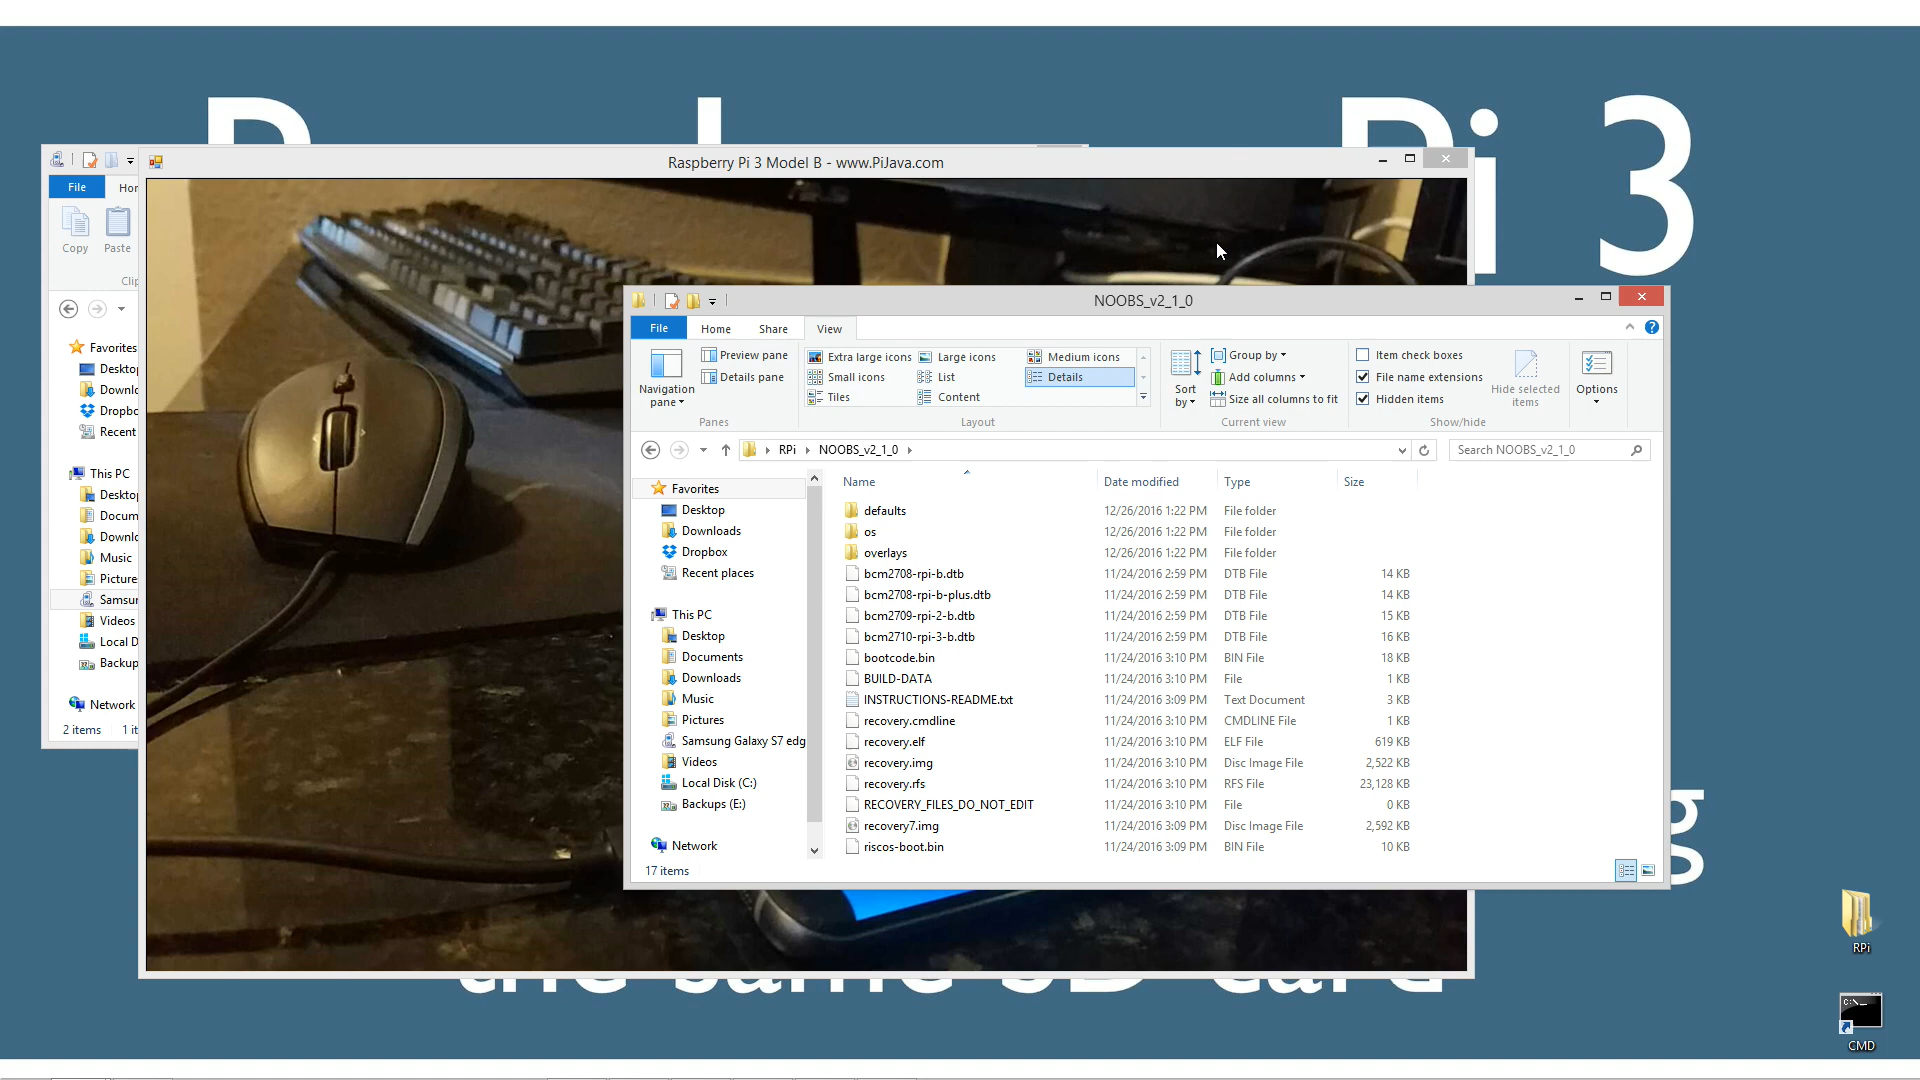 Pi 3
Raspberry Pi 3 Model B - www.PiJava.com
File
Copy
Paste
Favorites
Recent
This PC
Music
Videos
Network
2 items
NOOBS_v2_1_0
File Home Share View
Navigation pane
Preview pane
Details pane
Panes
Extra large icons Large icons Medium icons
Small icons List Details
Tiles Content
Layout
Sort by
Group by
Add columns
Size all columns to fit
Current view
Item check boxes
File name extensions
Hidden items
Hide selected items
Show/hide
Options
RPi NOOBS_v2_1_0
Search NOOBS_v2_1_0
Favorites
Desktop
Downloads
Dropbox
Recent places
This PC
Desktop
Documents
Downloads
Music
Pictures
Samsung Galaxy S7 edg
Videos
Local Disk (C:)
Backups (E:)
Network
Name Date modified Type Size
defaults 12/26/2016 1:22 PM File folder
os 12/26/2016 1:22 PM File folder
overlays 12/26/2016 1:22 PM File folder
bcm2708-rpi-b.dtb 11/24/2016 2:59 PM DTB File 14 KB
bcm2708-rpi-b-plus.dtb 11/24/2016 2:59 PM DTB File 14 KB
bcm2709-rpi-2-b.dtb 11/24/2016 2:59 PM DTB File 15 KB
bcm2710-rpi-3-b.dtb 11/24/2016 2:59 PM DTB File 16 KB
bootcode.bin 11/24/2016 3:10 PM BIN File 18 KB
BUILD-DATA 11/24/2016 3:10 PM File 1 KB
INSTRUCTIONS-README.txt 11/24/2016 3:09 PM Text Document 3 KB
recovery.cmdline 11/24/2016 3:10 PM CMDLINE File 1 KB
recovery.elf 11/24/2016 3:10 PM ELF File 619 KB
recovery.img 11/24/2016 3:10 PM Disc Image File 2,522 KB
recovery.rfs 11/24/2016 3:10 PM RFS File 23,128 KB
RECOVERY_FILES_DO_NOT_EDIT 11/24/2016 3:10 PM File 0 KB
recovery7.img 11/24/2016 3:09 PM Disc Image File 2,592 KB
riscos-boot.bin 11/24/2016 3:09 PM BIN File 10 KB
17 items
the same SD card
RPi
CMD